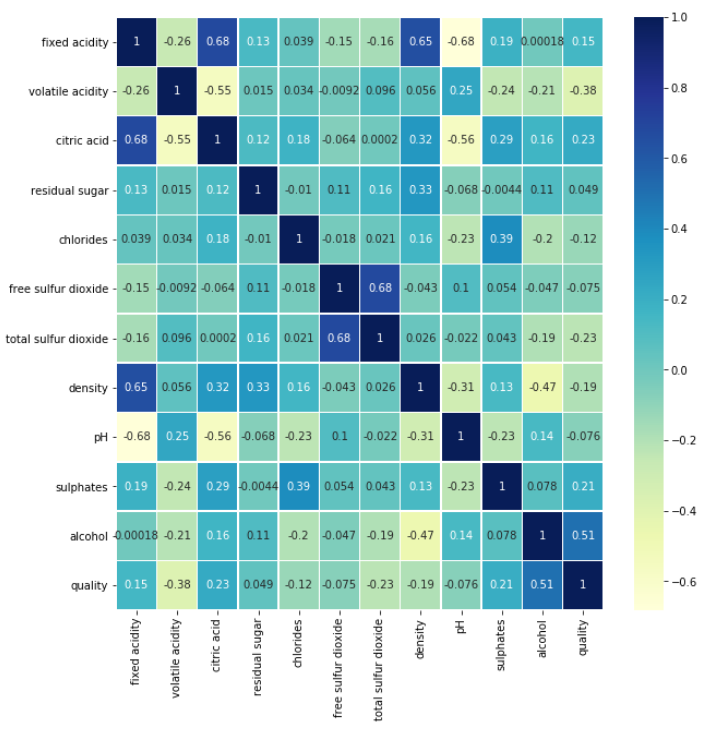 fixed acidity 1 -0.26 0.68 0.13 0.039 -0.15 -0.16 0.65 -0.68 0.19 0.00018 0.15
volatile acidity -0.26 1 -0.55 0.015 0.034 -0.0092 0.096 0.056 0.25 -0.24 -0.21 -0.38
citric acid 0.68 -0.55 1 0.12 0.18 -0.064 0.0002 0.32 -0.56 0.29 0.16 0.23
residual sugar 0.13 0.015 0.12 1 -0.01 0.11 0.16 0.33 -0.068 -0.0044 0.11 0.049
chlorides 0.039 0.034 0.18 -0.01 1 -0.018 0.021 0.16 -0.23 0.39 -0.2 -0.12
free sulfur dioxide -0.15 -0.0092 -0.064 0.11 -0.018 1 0.68 -0.043 0.1 0.054 -0.047 -0.075
total sulfur dioxide -0.16 0.096 0.0002 0.16 0.021 0.68 1 0.026 -0.022 0.043 -0.19 -0.23
density 0.65 0.056 0.32 0.33 0.16 -0.043 0.026 1 -0.31 0.13 -0.47 -0.19
pH -0.68 0.25 -0.56 -0.068 -0.23 0.1 -0.022 -0.31 1 -0.23 0.14 -0.076
sulphates 0.19 -0.24 0.29 -0.0044 0.39 0.054 0.043 0.13 -0.23 1 0.078 0.21
alcohol 0.00018 -0.21 0.16 0.11 -0.2 -0.047 -0.19 -0.47 0.14 0.078 1 0.51
quality 0.15 -0.38 0.23 0.049 -0.12 -0.075 -0.23 -0.19 -0.076 0.21 0.51 1
fixed acidity
volatile acidity
citric acid
residual sugar
chlorides
free sulfur dioxide
total sulfur dioxide
density
pH
sulphates
alcohol
quality
1.0
0.8
0.6
0.4
0.2
0.0
−0.2
−0.4
−0.6